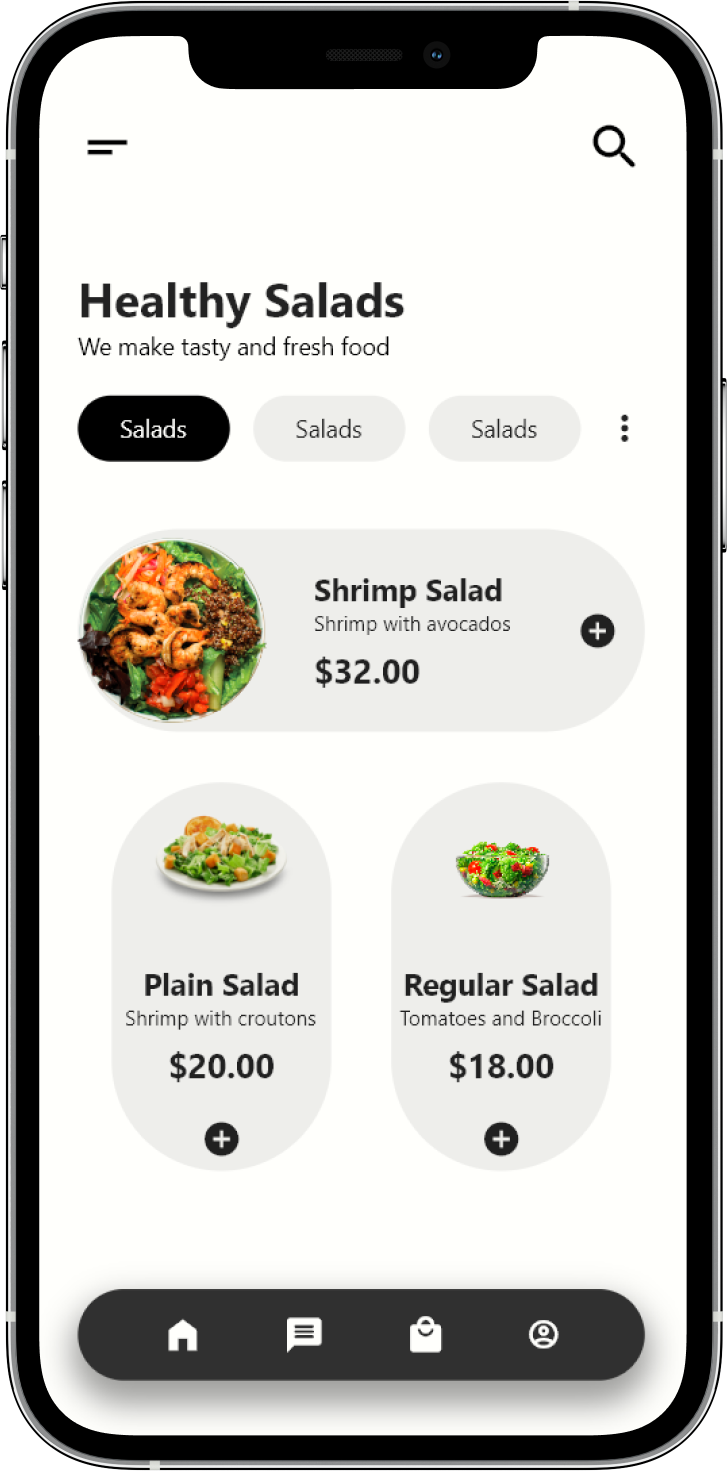 Healthy Salads
We make tasty and fresh food
Salads
Salads
Salads
Shrimp Salad
Shrimp with avocados
$32.00
Plain Salad
Shrimp with croutons
$20.00
Regular Salad
Tomatoes and Broccoli
$18.00